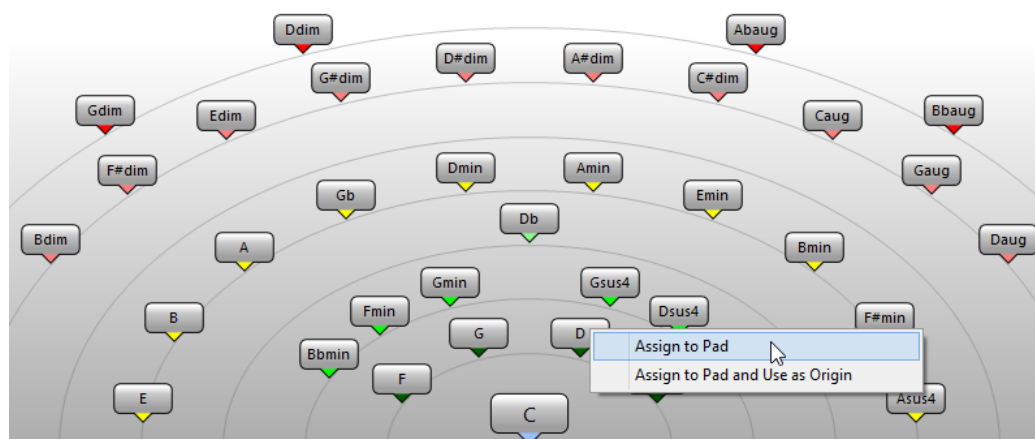 Ddim
Abaug
D#dim
A#dim
G#dim
C#dim
Gdim
Edim
Caug
Bbaug
F#dim
Gaug
Dmin
Amin
Gb
Emin
Db
Bdim
A
Bmin
Daug
Gmin
Gsus4
B
Fmin
Dsus4
F#min
G
D
Assign to Pad
Bbmin
Assign to Pad and Use as Origin
F
E
C
Asus4